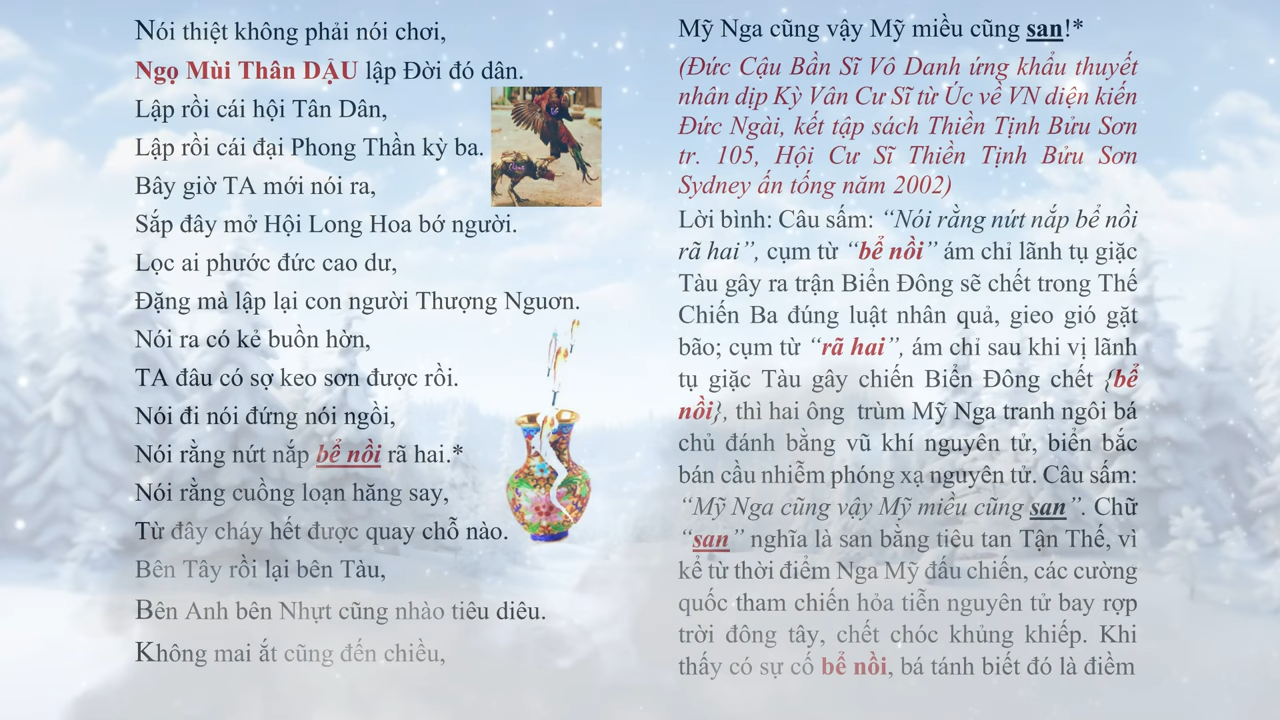 Nói thiệt không phải nói chơi,
Ngọ Mùi Thân DẬU lập Đời đó dân.
Lập rồi cái hội Tân Dân,
Lập rồi cái đại Phong Thần kỳ ba.
Bây giờ TA mới nói ra,
Sắp đây mở Hội Long Hoa bớ người.
Lọc ai phước đức cao dư,
Đặng mà lập lại con người Thượng Nguơn.
Nói ra có kẻ buồn hờn,
TA đâu có sợ keo sơn được rồi.
Nói đi nói đứng nói ngồi,
Nói rằng nứt nắp bể nồi rã hai.*
Nói rằng cuồng loạn hăng say,
Từ đây cháy hết được quay chỗ nào.
Bên Tây rồi lại bên Tàu,
Bên Anh bên Nhựt cũng nhào tiêu diêu.
Không mai ắt cũng đến chiều,
Mỹ Nga cũng vậy Mỹ miều cũng san!*
(Đức Cậu Bần Sĩ Vô Danh ứng khẩu thuyết
nhân dịp Kỳ Vân Cư Sĩ từ Úc về VN diện kiến
Đức Ngài, kết tập sách Thiền Tịnh Bửu Sơn
tr. 105, Hội Cư Sĩ Thiền Tịnh Bửu Sơn
Sydney ấn tống năm 2002)
Lời bình: Câu sấm: “Nói rằng nứt nắp bể nồi
rã hai”, cụm từ “bể nồi” ám chỉ lãnh tụ giặc
Tàu gây ra trận Biển Đông sẽ chết trong Thế
Chiến Ba đúng luật nhân quả, gieo gió gặt
bão; cụm từ “rã hai”, ám chỉ sau khi vị lãnh
tụ giặc Tàu gây chiến Biển Đông chết {bể
nồi}, thì hai ông trùm Mỹ Nga tranh ngôi bá
chủ đánh bằng vũ khí nguyên tử, biển bắc
bán cầu nhiễm phóng xạ nguyên tử. Câu sấm:
“Mỹ Nga cũng vậy Mỹ miều cũng san”. Chữ
“san” nghĩa là san bằng tiêu tan Tận Thế, vì
kể từ thời điểm Nga Mỹ đấu chiến, các cường
quốc tham chiến hỏa tiễn nguyên tử bay rợp
trời đông tây, chết chóc khủng khiếp. Khi
thấy có sự cố bể nồi, bá tánh biết đó là điềm